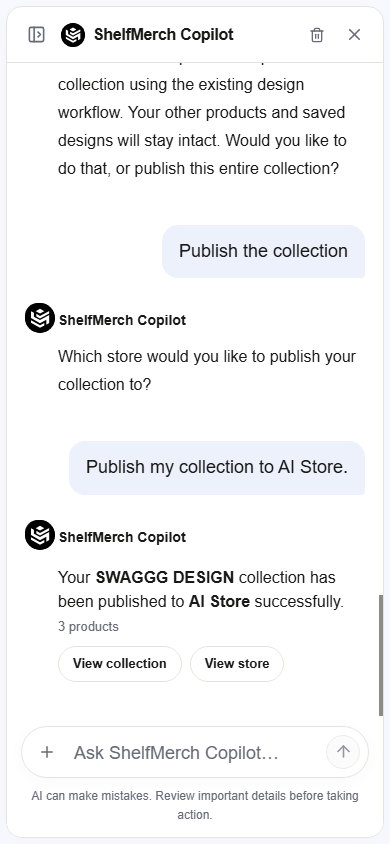 ShelfMerch Copilot
collection using the existing design
workflow. Your other products and saved
designs will stay intact. Would you like to
do that, or publish this entire collection?
Publish the collection
ShelfMerch Copilot
Which store would you like to publish your
collection to?
Publish my collection to AI Store.
ShelfMerch Copilot
Your SWAGGG DESIGN collection has
been published to AI Store successfully.
3 products
View collection
View store
Ask ShelfMerch Copilot…
AI can make mistakes. Review important details before taking
action.